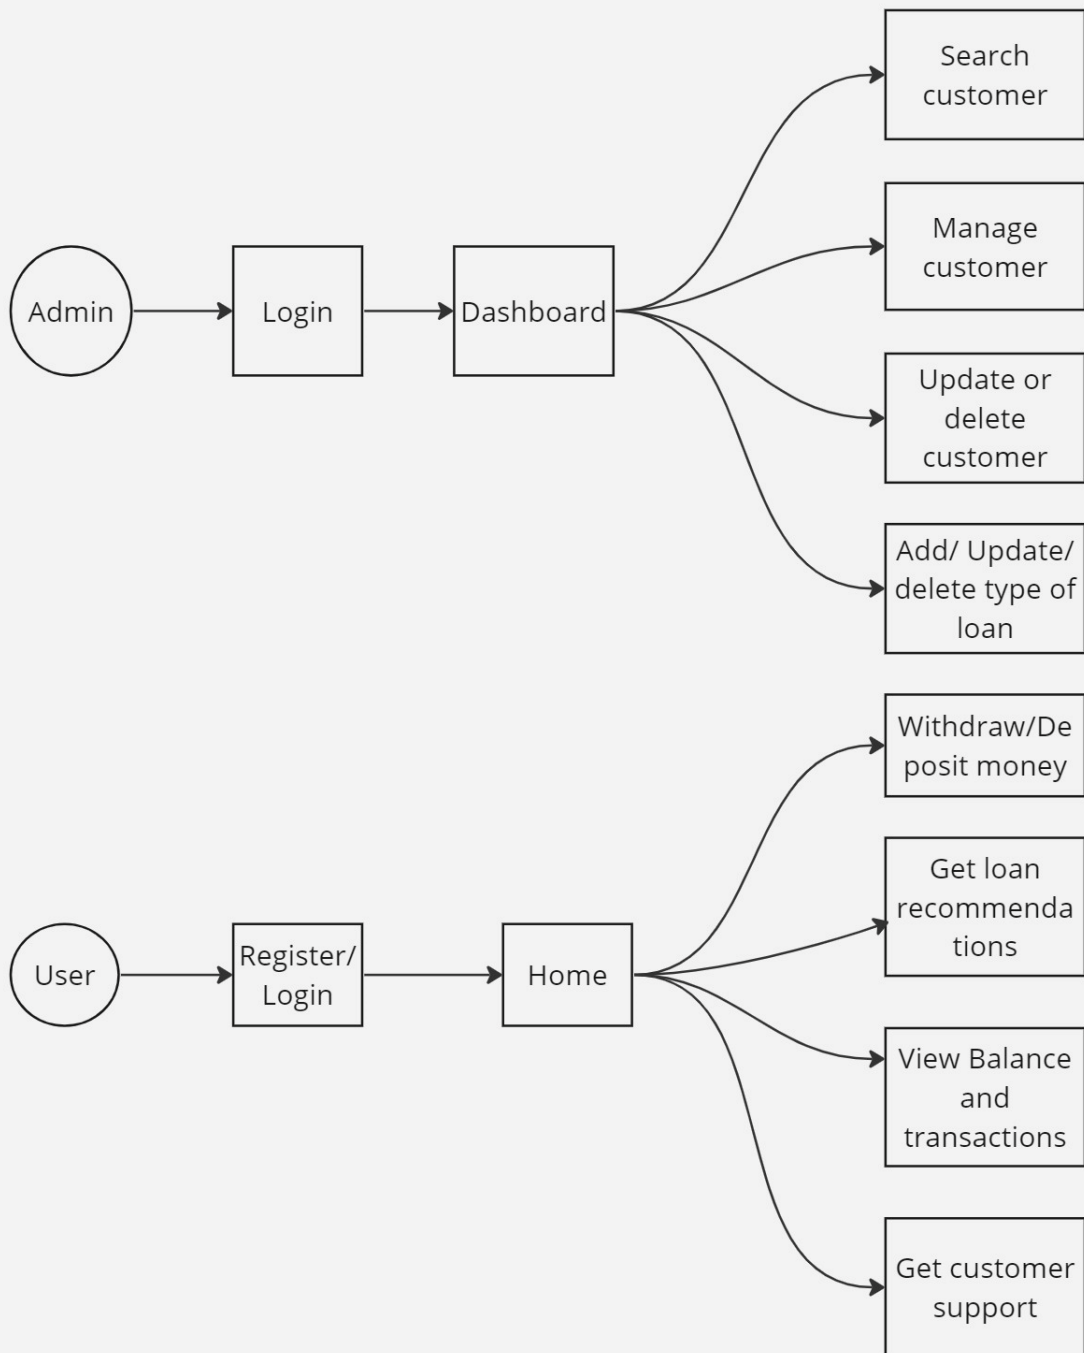 Admin
Login
Dashboard
Search
customer
Manage
customer
Update or
delete
customer
Add/ Update/
delete type of
loan
User
Register/
Login
Home
Withdraw/De
posit money
Get loan
recommenda
tions
View Balance
and
transactions
Get customer
support